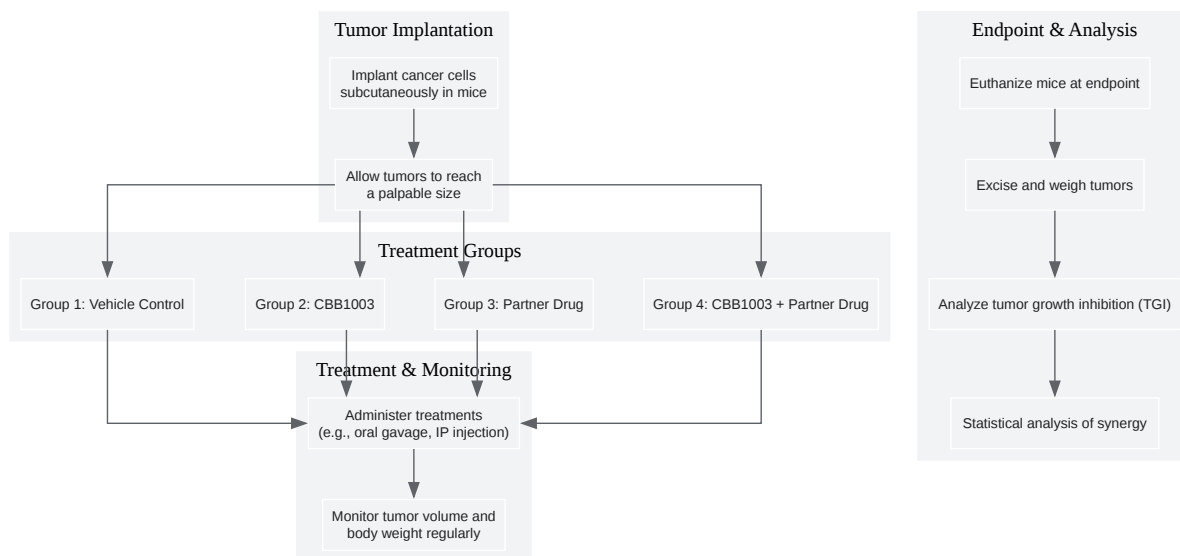 Tumor Implantation
Implant cancer cells
subcutaneously in mice
Allow tumors to reach
a palpable size
Treatment Groups
Group 1: Vehicle Control
Group 2: CBB1003
Group 3: Partner Drug
Group 4: CBB1003 + Partner Drug
Treatment & Monitoring
Administer treatments
(e.g., oral gavage, IP injection)
Monitor tumor volume and
body weight regularly
Endpoint & Analysis
Euthanize mice at endpoint
Excise and weigh tumors
Analyze tumor growth inhibition (TGI)
Statistical analysis of synergy